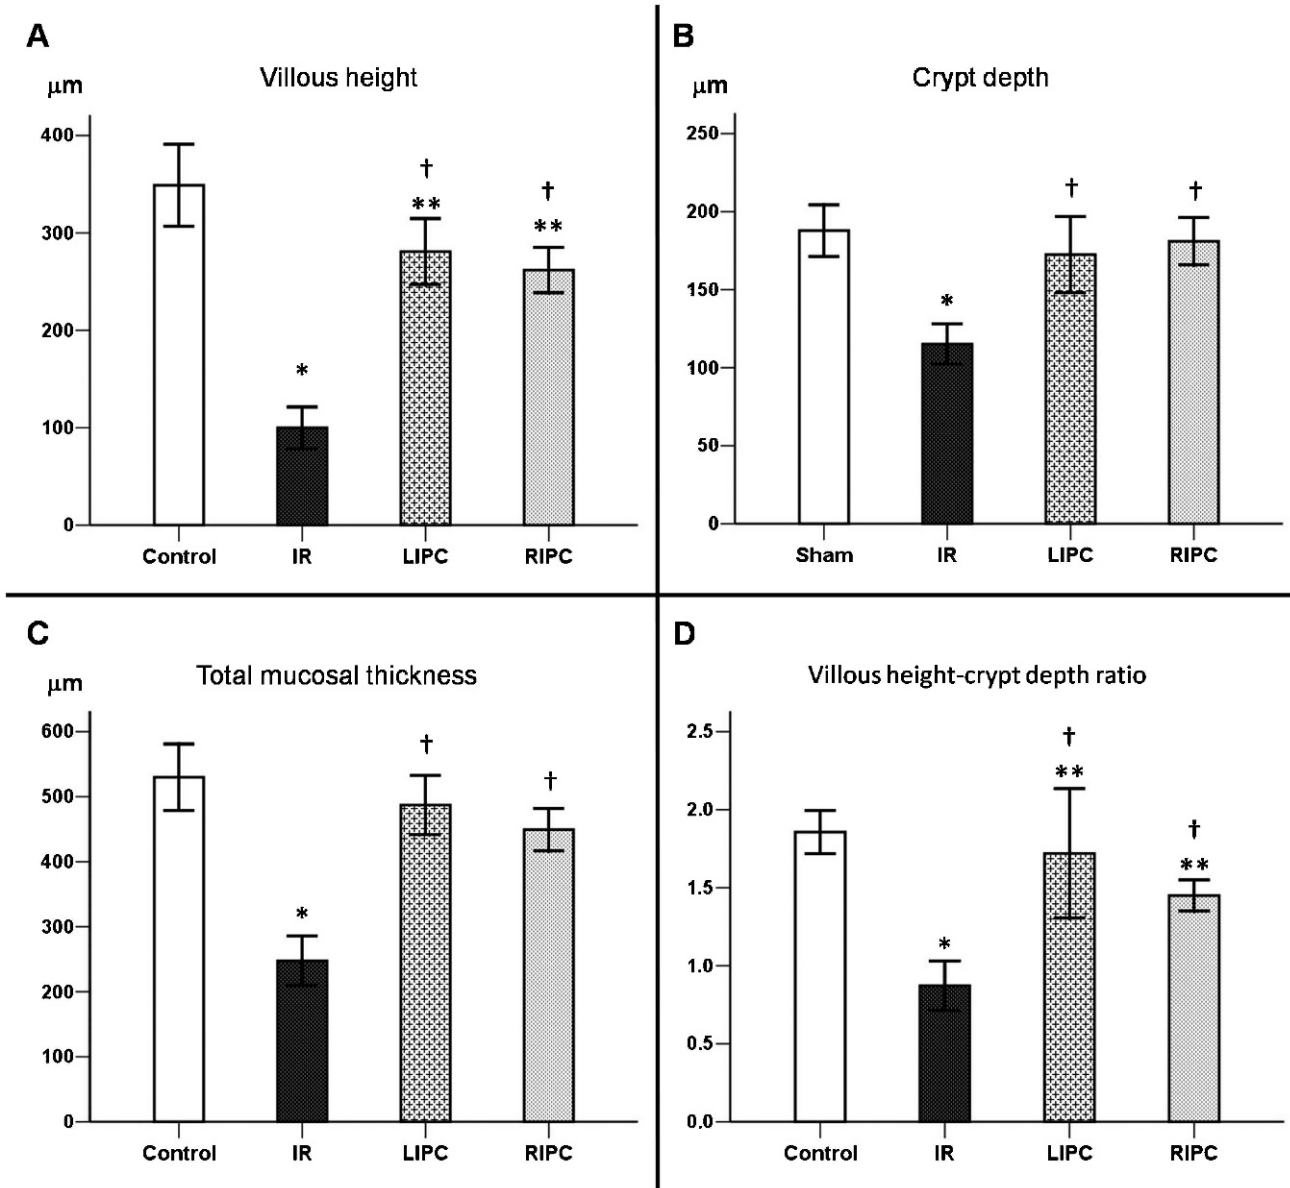 A
Villous height
μm
400
300
200
100
0
†
**
†
**
*
Control IR LIPC RIPC
B
Crypt depth
μm
250
200
150
100
50
0
†
†
*
Sham IR LIPC RIPC
C
Total mucosal thickness
μm
600
500
400
300
200
100
0
†
†
*
Control IR LIPC RIPC
D
Villous height-crypt depth ratio
2.5
2.0
1.5
1.0
0.5
0.0
†
**
†
**
*
Control IR LIPC RIPC